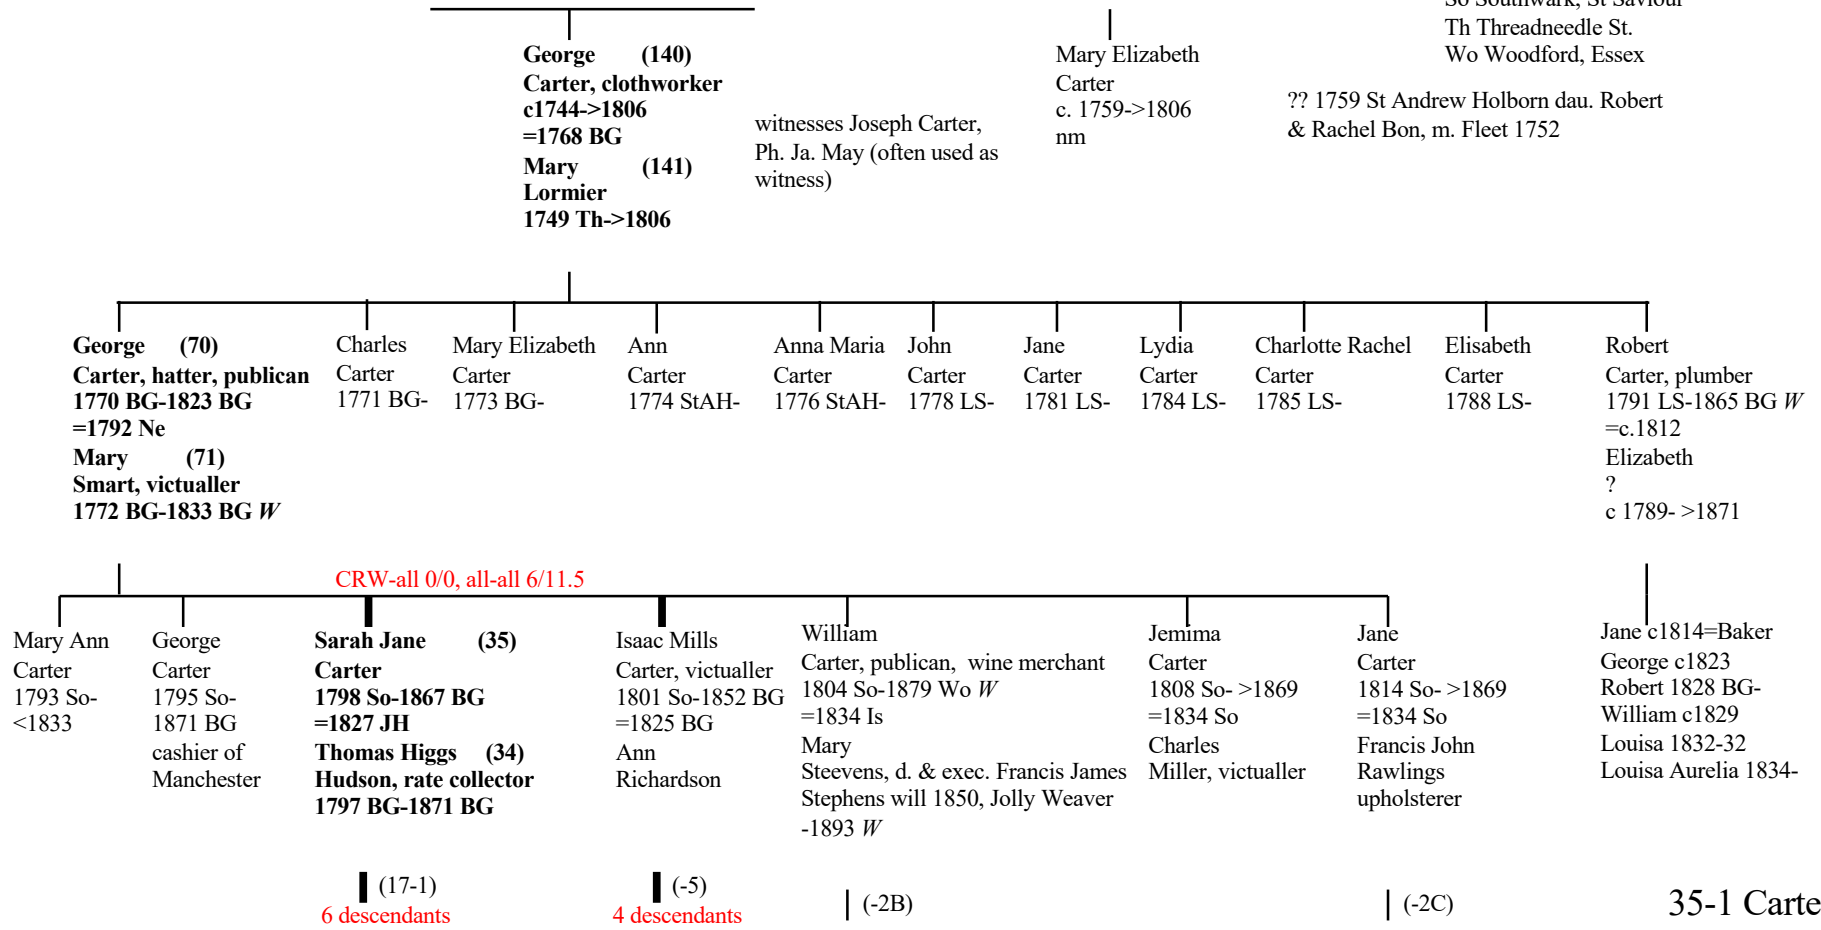 So Southwark, St Saviour
Th Threadneedle St.
Wo Woodford, Essex
George (140)
Carter, clothworker
c1744->1806
=1768 BG
Mary (141)
Lormier
1749 Th->1806
witnesses Joseph Carter,
Ph. Ja. May (often used as
witness)
Mary Elizabeth
Carter
c. 1759->1806
nm
?? 1759 St Andrew Holborn dau. Robert
& Rachel Bon, m. Fleet 1752
George (70)
Carter, hatter, publican
1770 BG-1823 BG
=1792 Ne
Mary (71)
Smart, victualler
1772 BG-1833 BG W
Charles
Carter
1771 BG-
Mary Elizabeth
Carter
1773 BG-
Ann
Carter
1774 StAH-
Anna Maria
Carter
1776 StAH-
John
Carter
1778 LS-
Jane
Carter
1781 LS-
Lydia
Carter
1784 LS-
Charlotte Rachel
Carter
1785 LS-
Elisabeth
Carter
1788 LS-
Robert
Carter, plumber
1791 LS-1865 BG W
=c.1812
Elizabeth
?
c 1789- >1871
CRW-all 0/0, all-all 6/11.5
Mary Ann
Carter
1793 So-
<1833
George
Carter
1795 So-
1871 BG
cashier of
Manchester
Sarah Jane (35)
Carter
1798 So-1867 BG
=1827 JH
Thomas Higgs (34)
Hudson, rate collector
1797 BG-1871 BG
Isaac Mills
Carter, victualler
1801 So-1852 BG
=1825 BG
Ann
Richardson
William
Carter, publican, wine merchant
1804 So-1879 Wo W
=1834 Is
Mary
Steevens, d. & exec. Francis James
Stephens will 1850, Jolly Weaver
-1893 W
Jemima
Carter
1808 So- >1869
=1834 So
Charles
Miller, victualler
Jane
Carter
1814 So- >1869
=1834 So
Francis John
Rawlings
upholsterer
Jane c1814=Baker
George c1823
Robert 1828 BG-
William c1829
Louisa 1832-32
Louisa Aurelia 1834-
(17-1)
6 descendants
(-5)
4 descendants
(-2B)
(-2C)
35-1 Carte